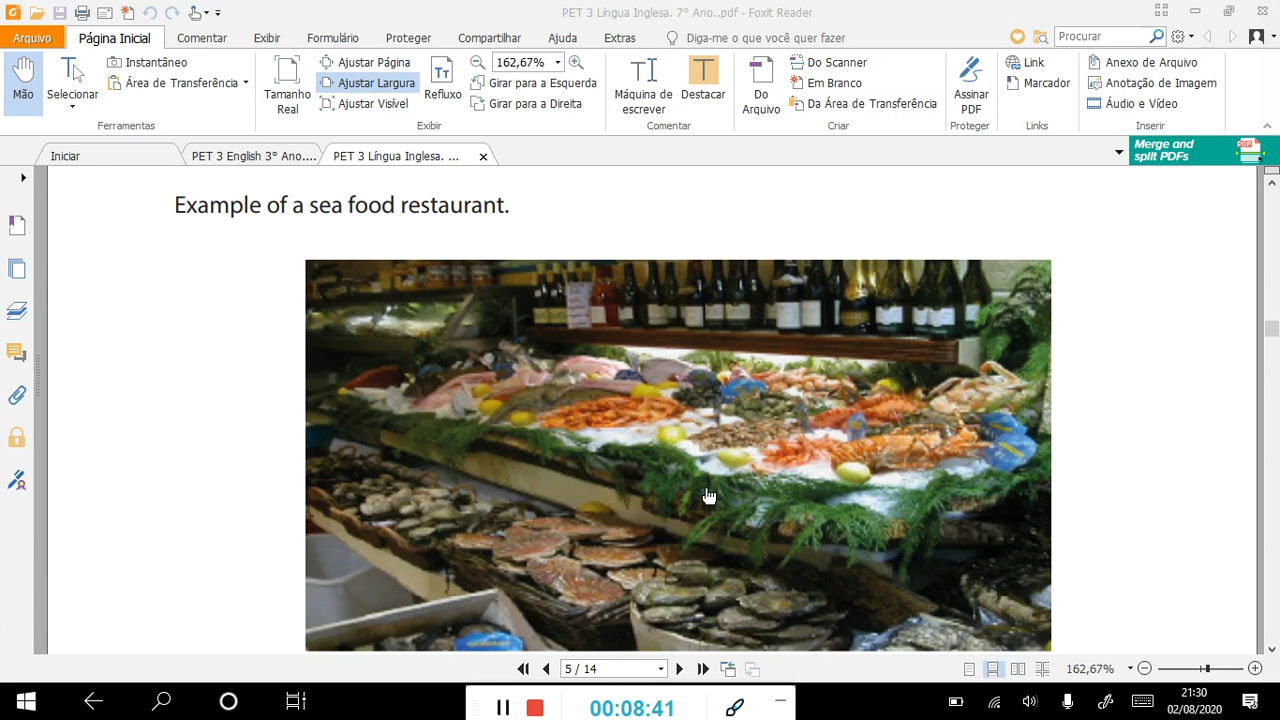 PET 3 Língua Inglesa. 7° Ano..pdf - Foxit Reader
Arquivo Página Inicial Comentar Exibir Formulário Proteger Compartilhar Ajuda Extras Diga-me o que você quer fazer Procurar
Mão
Selecionar
Instantâneo
Área de Transferência
Ferramentas
Tamanho Real
Ajustar Página
Ajustar Largura
Ajustar Visível
Refluxo
162,67%
Girar para a Esquerda
Girar para a Direita
Exibir
Máquina de escrever
Destacar
Comentar
Do Arquivo
Do Scanner
Em Branco
Da Área de Transferência
Criar
Assinar PDF
Proteger
Link
Marcador
Links
Anexo de Arquivo
Anotação de Imagem
Áudio e Vídeo
Inserir
Iniciar PET 3 English 3° Ano.... PET 3 Língua Inglesa. ...
Merge and split PDFs
Example of a sea food restaurant.
5 / 14
162,67%
00:08:41
21:30
02/08/2020